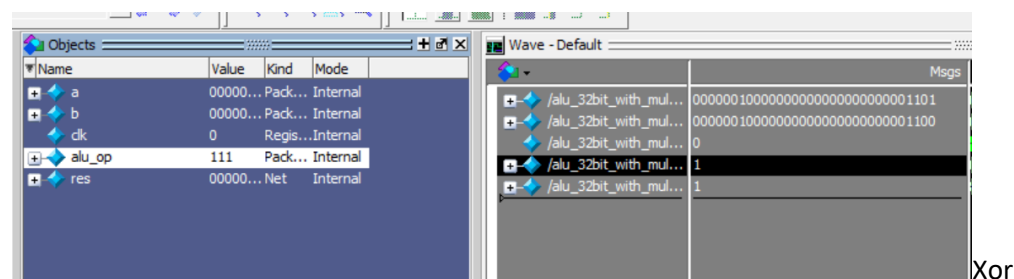 Objects
Name Value Kind Mode
a 00000... Pack... Internal
b 00000... Pack... Internal
clk 0 Regis... Internal
alu_op 111 Pack... Internal
res 00000... Net Internal
Wave - Default
Msgs
/alu_32bit_with_mul... 00000010000000000000000000001101
/alu_32bit_with_mul... 00000010000000000000000000001100
/alu_32bit_with_mul... 0
/alu_32bit_with_mul... 1
/alu_32bit_with_mul... 1
Xor